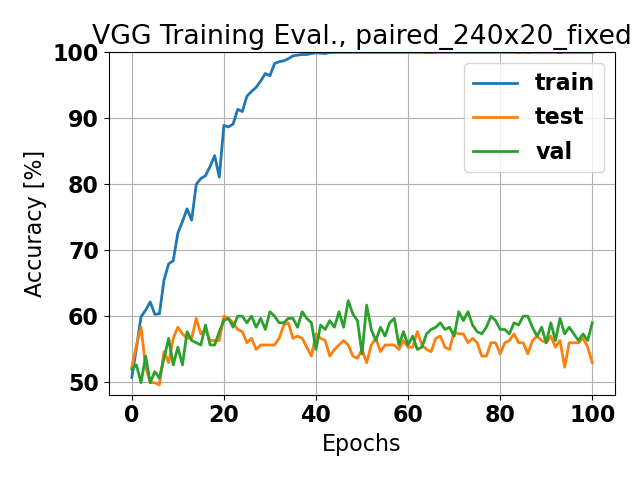 VGG Training Eval., paired_240x20_fixed
100
90
80
70
60
50
Accuracy [%]
train
test
val
0 20 40 60 80 100
Epochs